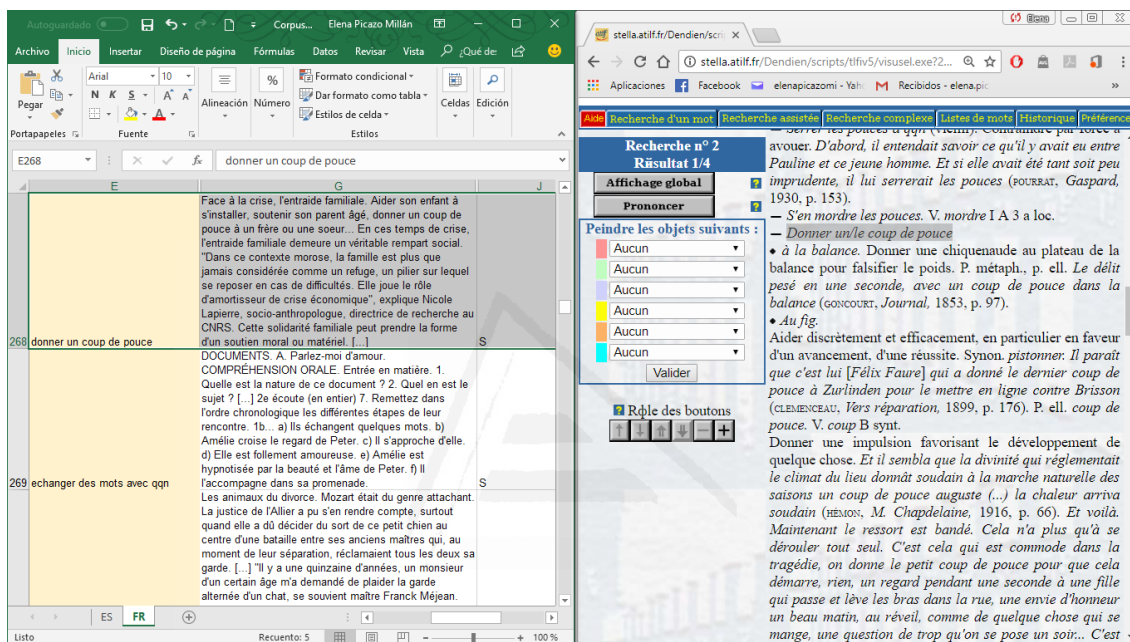 Autoguardado
Corpus... Elena Picazo Millán
Archivo Inicio Insertar Diseño de página Fórmulas Datos Revisar Vista ¿Qué de:
Pegar
Arial 10
N K S A A
Alineación Número
%
Formato condicional
Dar formato como tabla
Estilos de celda
Celdas Edición
Portapapeles Fuente Estilos
E268 fx donner un coup de pouce
E G J
Face à la crise, l'entraide familiale. Aider son enfant à
s'installer, soutenir son parent âgé, donner un coup de
pouce à un frère ou une soeur... En ces temps de crise,
l'entraide familiale demeure un véritable rempart social.
"Dans ce contexte morose, la famille est plus que
jamais considérée comme un refuge, un pilier sur lequel
se reposer en cas de difficultés. Elle joue le rôle
d'amortisseur de crise économique", explique Nicole
Lapierre, socio-anthropologue, directrice de recherche au
CNRS. Cette solidarité familiale peut prendre la forme
268 donner un coup de pouce d'un soutien moral ou matériel. [...] S
DOCUMENTS. A. Parlez-moi d'amour.
COMPRÉHENSION ORALE. Entrée en matière. 1.
Quelle est la nature de ce document ? 2. Quel en est le
sujet ? [...] 2e écoute (en entier) 7. Remettez dans
l'ordre chronologique les différentes étapes de leur
rencontre. 1b... a) Ils échangent quelques mots. b)
Amélie croise le regard de Peter. c) Il s'approche d'elle.
d) Elle est follement amoureuse. e) Amélie est
hypnotisée par la beauté et l'âme de Peter. f) Il
269 echanger des mots avec qqn l'accompagne dans sa promenade. S
Les animaux du divorce. Mozart était du genre attachant.
La justice de l'Allier a pu s'en rendre compte, surtout
quand elle a dû décider du sort de ce petit chien au
centre d'une bataille entre ses anciens maîtres qui, au
moment de leur séparation, réclamaient tous les deux sa
garde. [...] "Il y a une quinzaine d'années, un monsieur
d'un certain âge m'a demandé de plaider la garde
alternée d'un chat, se souvient maître Franck Méjean.
ES FR
Listo Recuento: 5 100 %
Elena
stella.atilf.fr/Dendien/scri
stella.atilf.fr/Dendien/scripts/tlfiv5/visusel.exe?2...
Aplicaciones Facebook elenapicazomi - Yah Recibidos - elena.pic »
Aide Recherche d'un mot Recherche assistée Recherche complexe Listes de mots Historique Préférence
Recherche n° 2
Résultat 1/4
Affichage global
Prononcer
Peindre les objets suivants :
Aucun
Aucun
Aucun
Aucun
Aucun
Aucun
Valider
Rôle des boutons
— Serrer les pouces à qqn (vieilli). Contraindre par force à
avouer. D'abord, il entendait savoir ce qu'il y avait eu entre
Pauline et ce jeune homme. Et si elle avait été tant soit peu
imprudente, il lui serrerait les pouces (POURRAT, Gaspard,
1930, p. 153).
— S'en mordre les pouces. V. mordre I A 3 a loc.
— Donner un/le coup de pouce
• à la balance. Donner une chiquenaude au plateau de la
balance pour falsifier le poids. P. métaph., p. ell. Le délit
pesé en une seconde, avec un coup de pouce dans la
balance (GONCOURT, Journal, 1853, p. 97).
• Au fig.
Aider discrètement et efficacement, en particulier en faveur
d'un avancement, d'une réussite. Synon. pistonner. Il paraît
que c'est lui [Félix Faure] qui a donné le dernier coup de
pouce à Zurlinden pour le mettre en ligne contre Brisson
(CLEMENCEAU, Vers réparation, 1899, p. 176). P. ell. coup de
pouce. V. coup B synt.
Donner une impulsion favorisant le développement de
quelque chose. Et il sembla que la divinité qui réglementait
le climat du lieu donnât soudain à la marche naturelle des
saisons un coup de pouce auguste (...) la chaleur arriva
soudain (HÉMON, M. Chapdelaine, 1916, p. 66). Et voilà.
Maintenant le ressort est bandé. Cela n'a plus qu'à se
dérouler tout seul. C'est cela qui est commode dans la
tragédie, on donne le petit coup de pouce pour que cela
démarre, rien, un regard pendant une seconde à une fille
qui passe et lève les bras dans la rue, une envie d'honneur
un beau matin, au réveil, comme de quelque chose qui se
mange, une question de trop qu'on se pose un soir... C'est